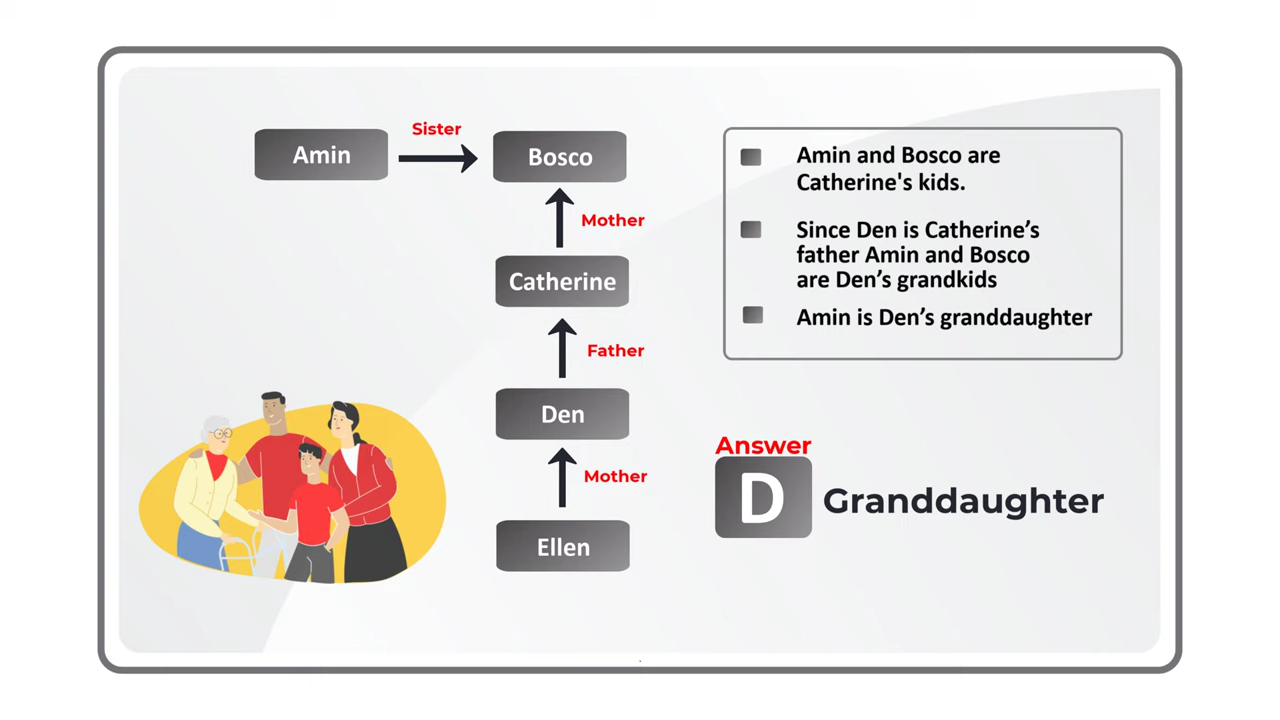 Sister
Amin
Bosco
Mother
Catherine
Father
Den
Mother
Ellen
Amin and Bosco are
Catherine's kids.
Since Den is Catherine’s
father Amin and Bosco
are Den’s grandkids
Amin is Den’s granddaughter
Answer
D
Granddaughter